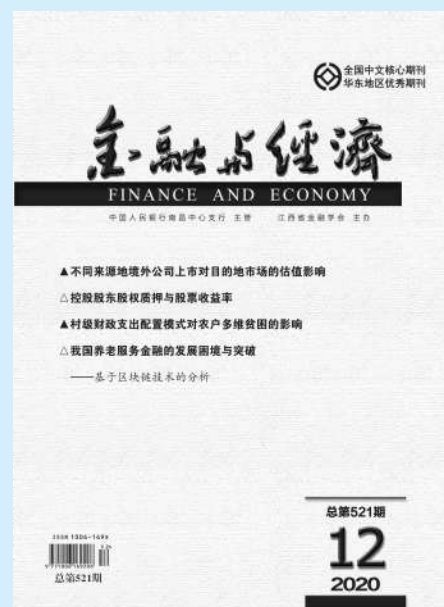 全国中文核心期刊
华东地区优秀期刊
金融与经濟
FINANCE AND ECONOMY
中国人民银行南昌中心支行 主管 江西省金融学会 主办
▲不同来源地境外公司上市对目的地市场的估值影响
△控股股东股权质押与股票收益率
▲村级财政支出配置模式对农户多维贫困的影响
△我国养老服务金融的发展困境与突破
——基于区块链技术的分析
总第521期
12
2020
ISSN 1006-169X
总第521期